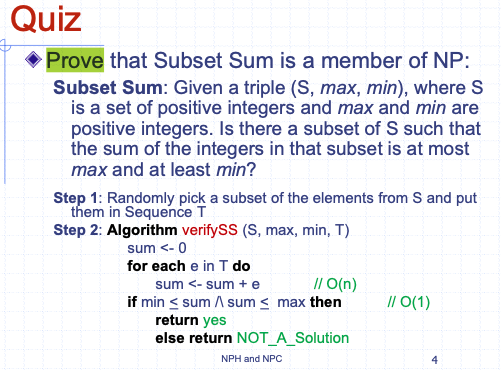 Quiz
Prove that Subset Sum is a member of NP:
Subset Sum: Given a triple (S, max, min), where S
is a set of positive integers and max and min are
positive integers. Is there a subset of S such that
the sum of the integers in that subset is at most
max and at least min?
Step 1: Randomly pick a subset of the elements from S and put
them in Sequence T
Step 2: Algorithm verifySS (S, max, min, T)
sum <- 0
for each e in T do
sum <- sum + e // O(n)
if min ≤ sum /\ sum ≤ max then // O(1)
return yes
else return NOT_A_Solution
NPH and NPC
4